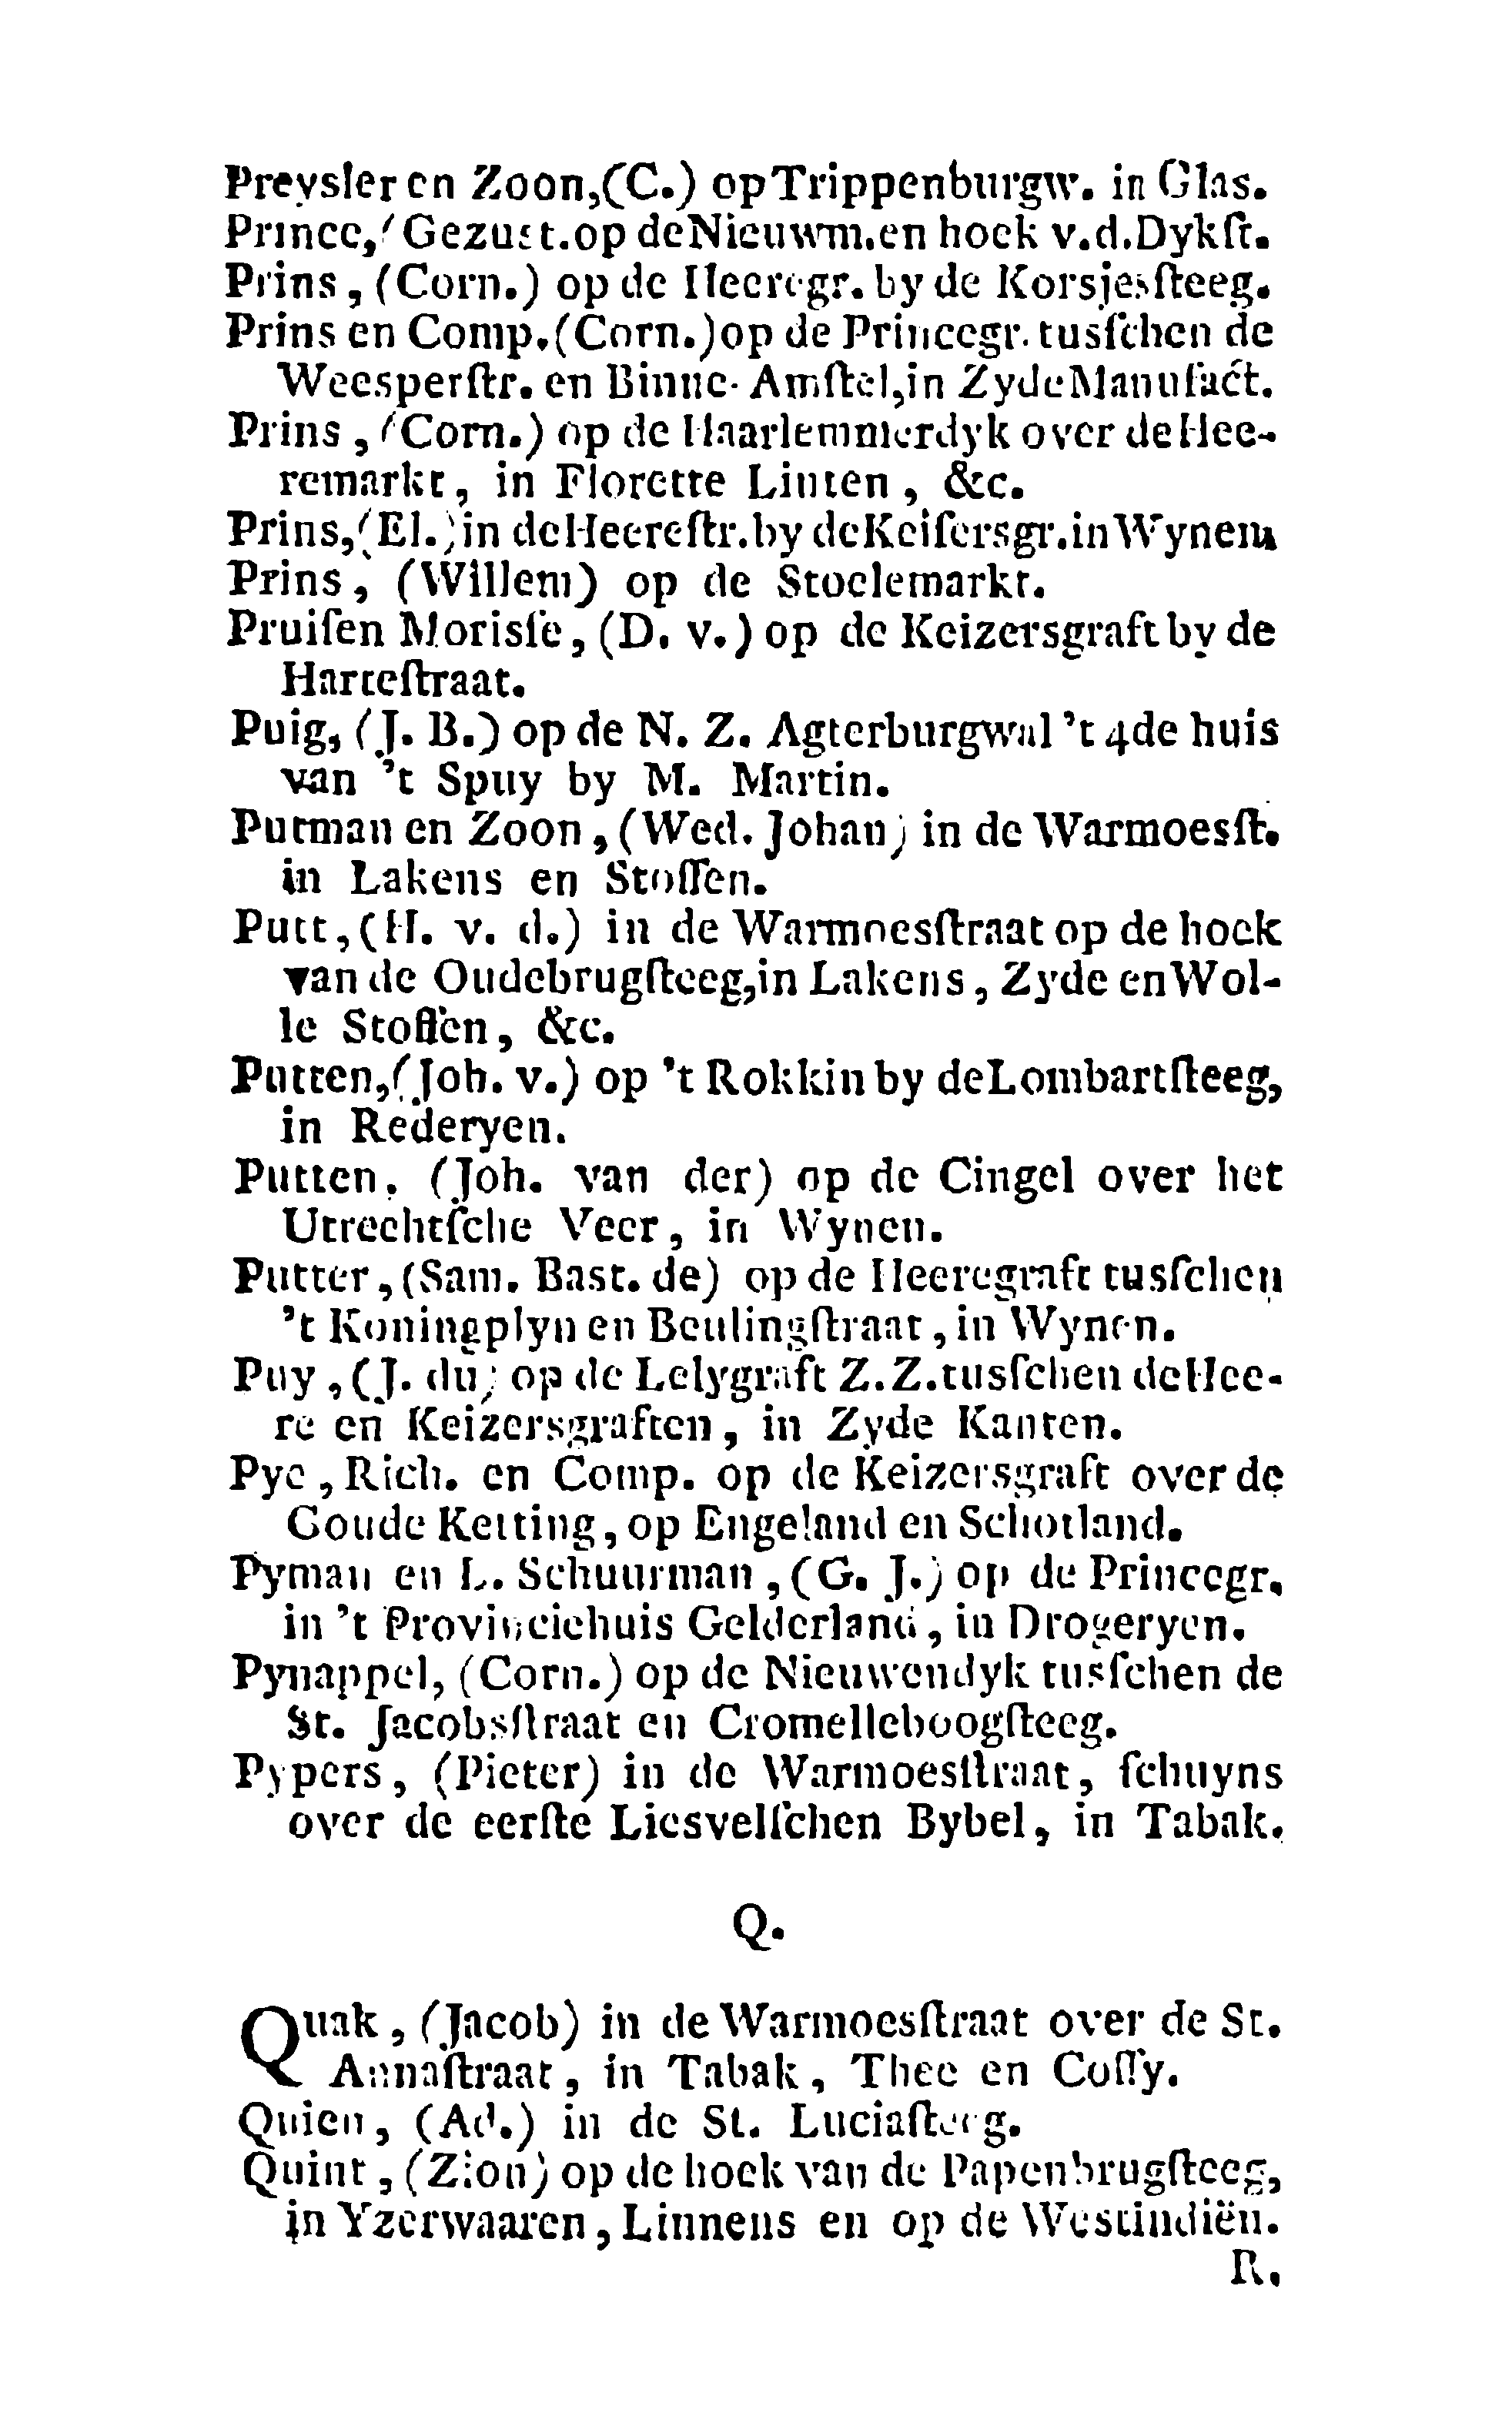 Preysler en Zoon,(C.) op Trippenburgw. in Glas.
Prince,(Gezust. op de Nieuwm. en hoek v.d. Dykſt.
Prins, (Corn.) op de Heeregr. by de Korsjesſteeg.
Prins en Comp.(Corn.) op de Princegr. tusſchen de
Weesperſtr. en Binne-Amſtel, in Zyde Manufact.
Prins, (Corn.) op de Haarlemmerdyk over de Hee-
remarkt, in Florette Linten, &c.
Prins,(El.) in de Heereſtr. by de Keiſersgr. in Wynen.
Prins, (Willem) op de Stoelemarkt.
Pruiſen Morisſe, (D. v.) op de Keizersgraft by de
Harteſtraat.
Puig, (J. B.) op de N. Z. Agterburgwal 't 4de huis
van 't Spuy by M. Martin.
Putman en Zoon, (Wed. Johan) in de Warmoesſt.
in Lakens en Stoffen.
Putt, (H. v. d.) in de Warmoesſtraat op de hoek
van de Oudebrugſteeg, in Lakens, Zyde en Wol-
le Stoffen, &c.
Putten,(Joh. v.) op 't Rokkin by de Lombartſteeg,
in Rederyen.
Putten, (Joh. van der) op de Cingel over het
Utrechtſche Veer, in Wynen.
Putter, (Sam. Bast. de) op de Heeregraft tusſchen
't Koningplyn en Beulingſtraat, in Wynen.
Puy, (J. du) op de Lelygraft Z.Z. tusſchen de Hee-
re en Keizersgraften, in Zyde Kanten.
Pye, Rich. en Comp. op de Keizersgraft over de
Goude Ketting, op Engeland en Schotland.
Pyman en L. Schuurman, (G. J.) op de Princegr.
in 't Provinciehuis Gelderland, in Drogeryen.
Pynappel, (Corn.) op de Nieuwendyk tusſchen de
St. Jacobsſtraat en Cromelleboogſteeg.
Pypers, (Pieter) in de Warmoesſtraat, ſchuyns
over de eerſte Liesvelſchen Bybel, in Tabak.
Q.
Quak, (Jacob) in de Warmoesſtraat over de St.
Annaſtraat, in Tabak, Thee en Coffy.
Quien, (Ad.) in de St. Luciaſteeg.
Quint, (Zion) op de hoek van de Papenbrugſteeg,
in Yzerwaaren, Linnens en op de Westindiën.
R.